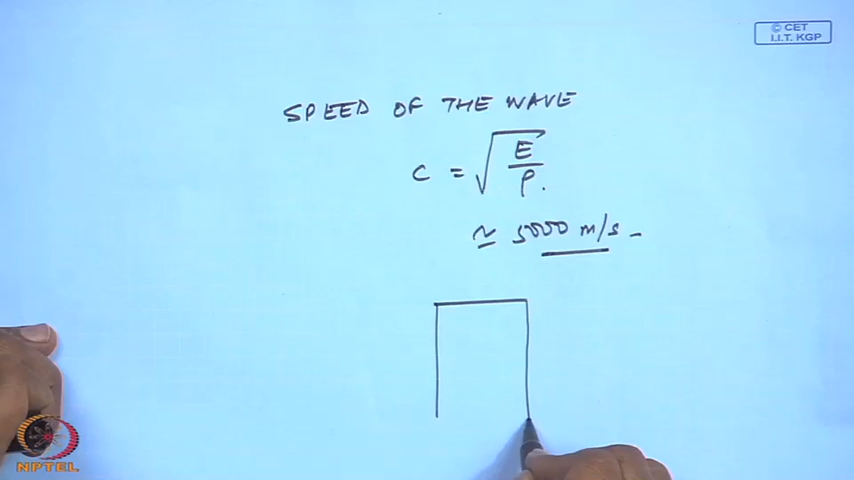 © CET
I.I.T. KGP
SPEED OF THE WAVE
c = √ E/ρ.
≃ 5000 m/s -
NPTEL